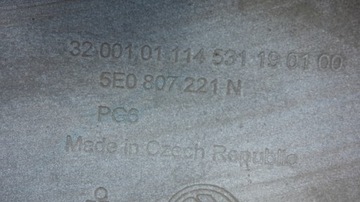 32 001,01 114 531 19 01 00
5E0 807 221 N
PC6
Made in Czech Republic